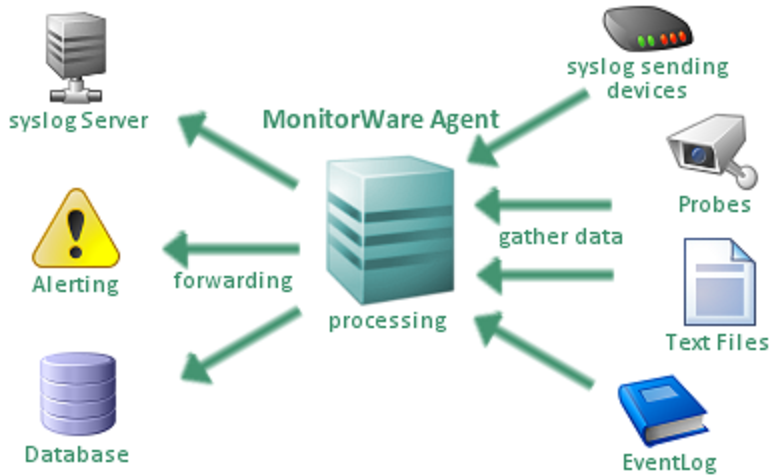 syslog Server
Alerting
Database
MonitorWare Agent
forwarding
processing
gather data
syslog sending
devices
Probes
Text Files
EventLog